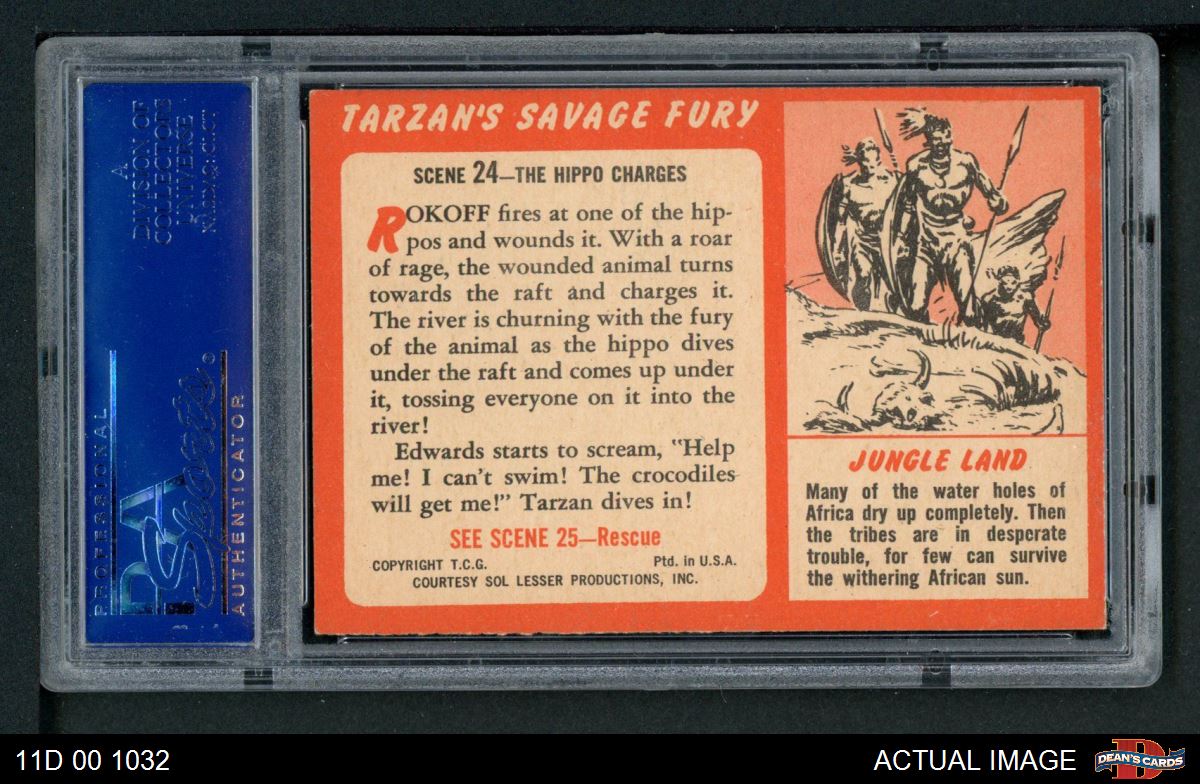 A
DIVISION OF
COLLECTORS
UNIVERSE
NASDAQ: CLCT
PROFESSIONAL
PSA
Sports
AUTHENTICATOR
TARZAN'S SAVAGE FURY
SCENE 24—THE HIPPO CHARGES
ROKOFF fires at one of the hip-
pos and wounds it. With a roar
of rage, the wounded animal turns
towards the raft and charges it.
The river is churning with the fury
of the animal as the hippo dives
under the raft and comes up under
it, tossing everyone on it into the
river!
Edwards starts to scream, "Help
me! I can't swim! The crocodiles
will get me!" Tarzan dives in!
SEE SCENE 25—Rescue
COPYRIGHT T.C.G.
Ptd. in U.S.A.
COURTESY SOL LESSER PRODUCTIONS, INC.
JUNGLE LAND
Many of the water holes of
Africa dry up completely. Then
the tribes are in desperate
trouble, for few can survive
the withering African sun.
11D 00 1032
ACTUAL IMAGE
DEAN'S CARDS